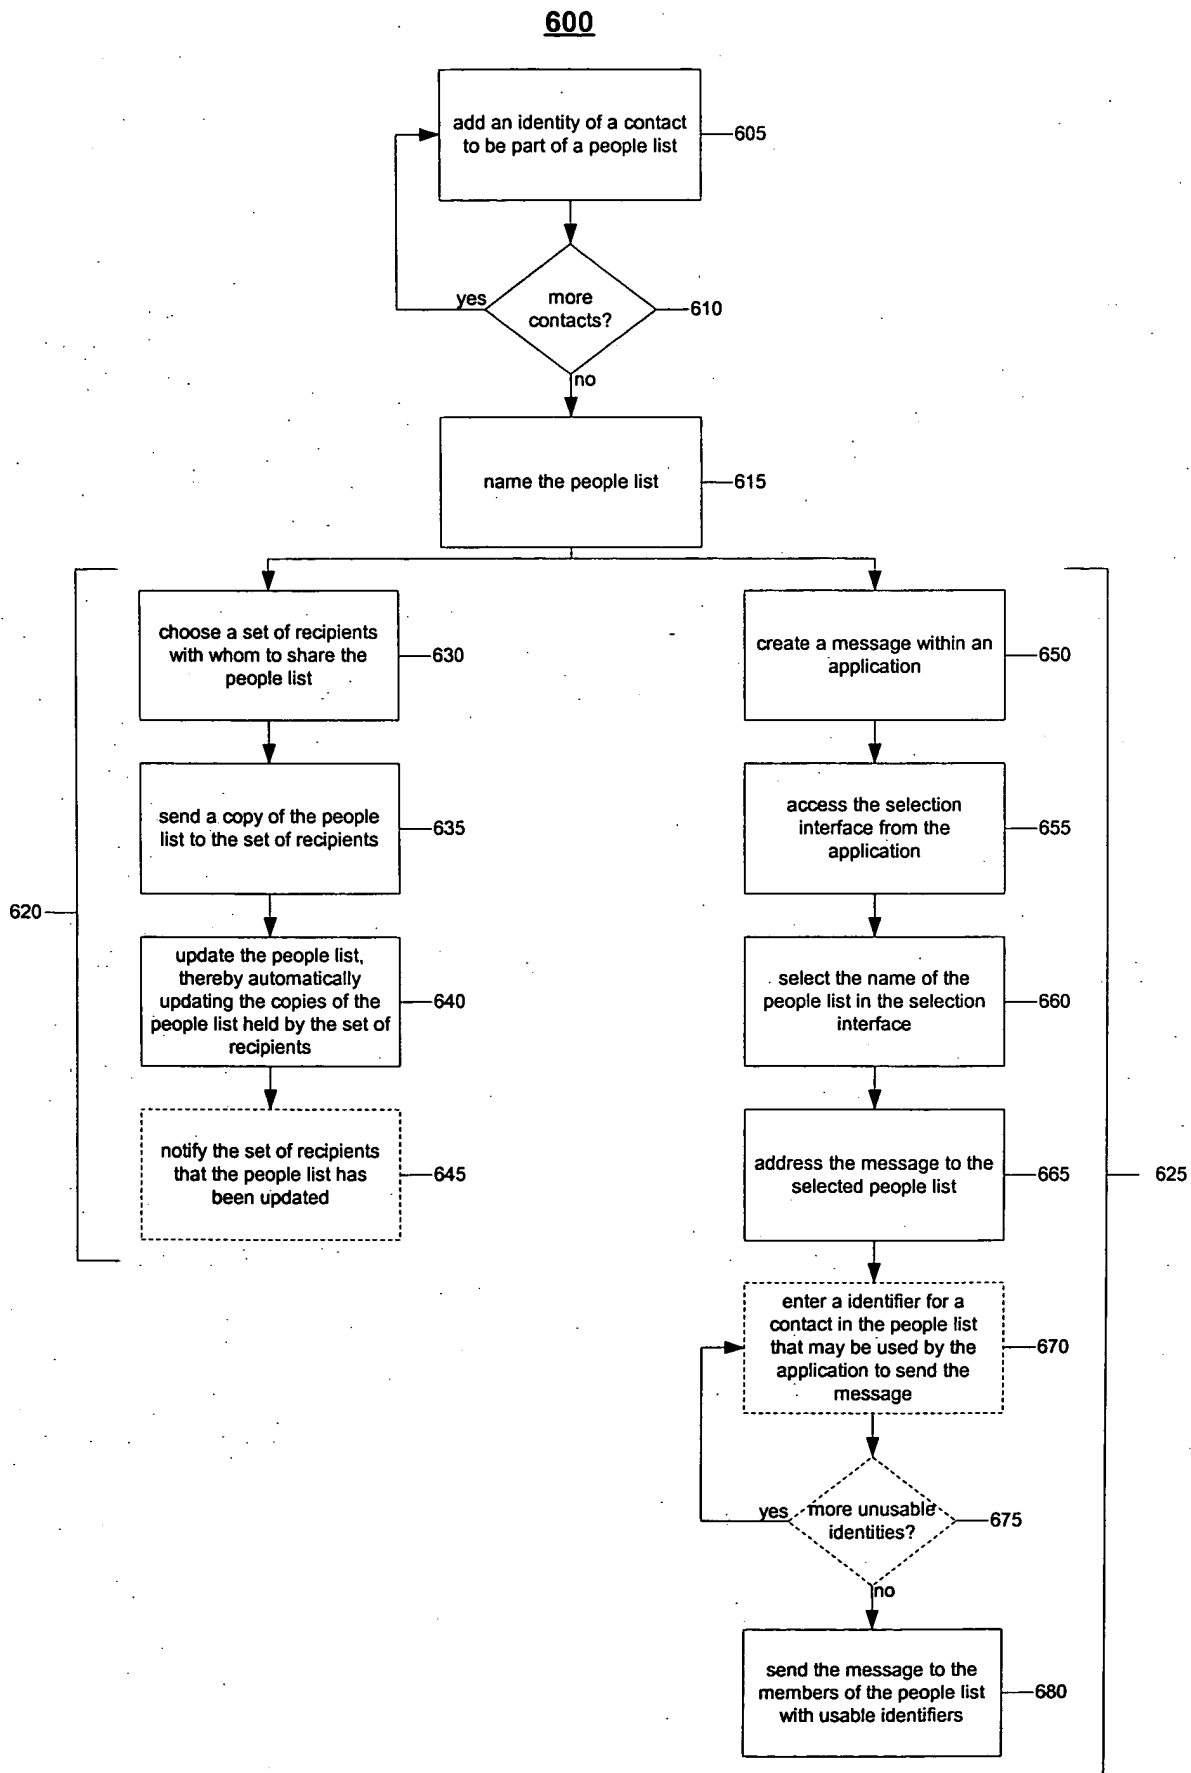 600
add an identity of a contact
to be part of a people list
605
more
contacts?
610
yes
no
name the people list
615
620
choose a set of recipients
with whom to share the
people list
630
send a copy of the people
list to the set of recipients
635
update the people list,
thereby automatically
updating the copies of the
people list held by the set of
recipients
640
notify the set of recipients
that the people list has
been updated
645
625
create a message within an
application
650
access the selection
interface from the
application
655
select the name of the
people list in the selection
interface
660
address the message to the
selected people list
665
enter a identifier for a
contact in the people list
that may be used by the
application to send the
message
670
more unusable
identities?
675
yes
no
send the message to the
members of the people list
with usable identifiers
680